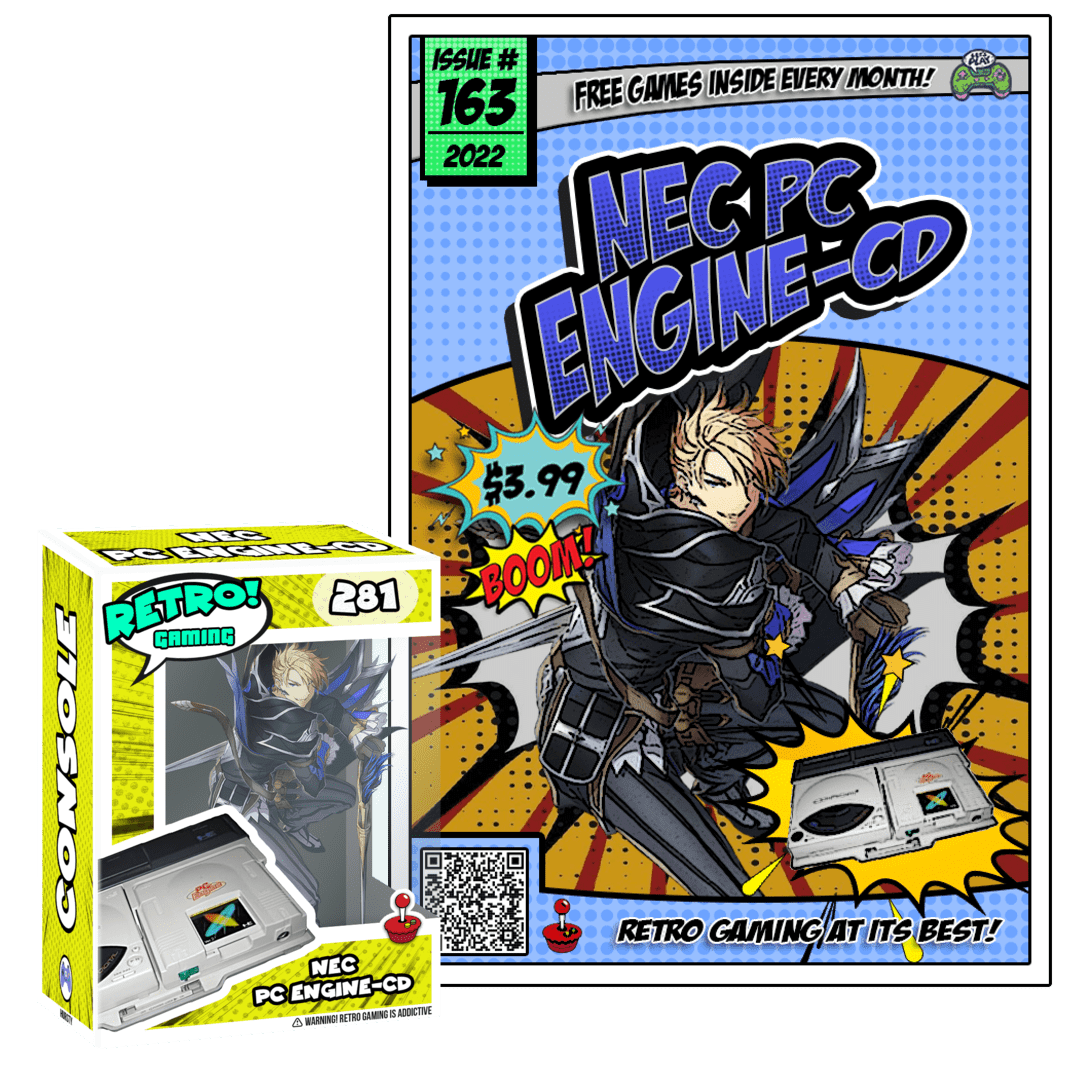 ISSUE #
163
2022
FREE GAMES INSIDE EVERY MONTH!
NEC PC
ENGINE-CD
$3.99
BOOM!
RETRO GAMING AT ITS BEST!
NEC
PC ENGINE-CD
RETRO!
GAMING
281
CONSOLE
PC
NEC
PC ENGINE-CD
WARNING! RETRO GAMING IS ADDICTIVE